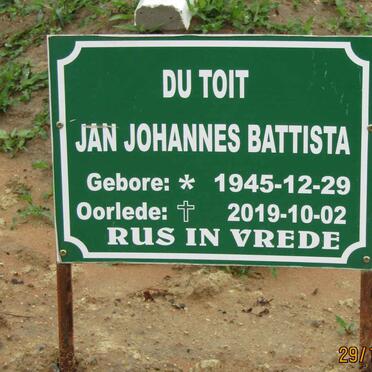 DU TOIT
JAN JOHANNES BATTISTA
Gebore: * 1945-12-29
Oorlede: † 2019-10-02
RUS IN VREDE